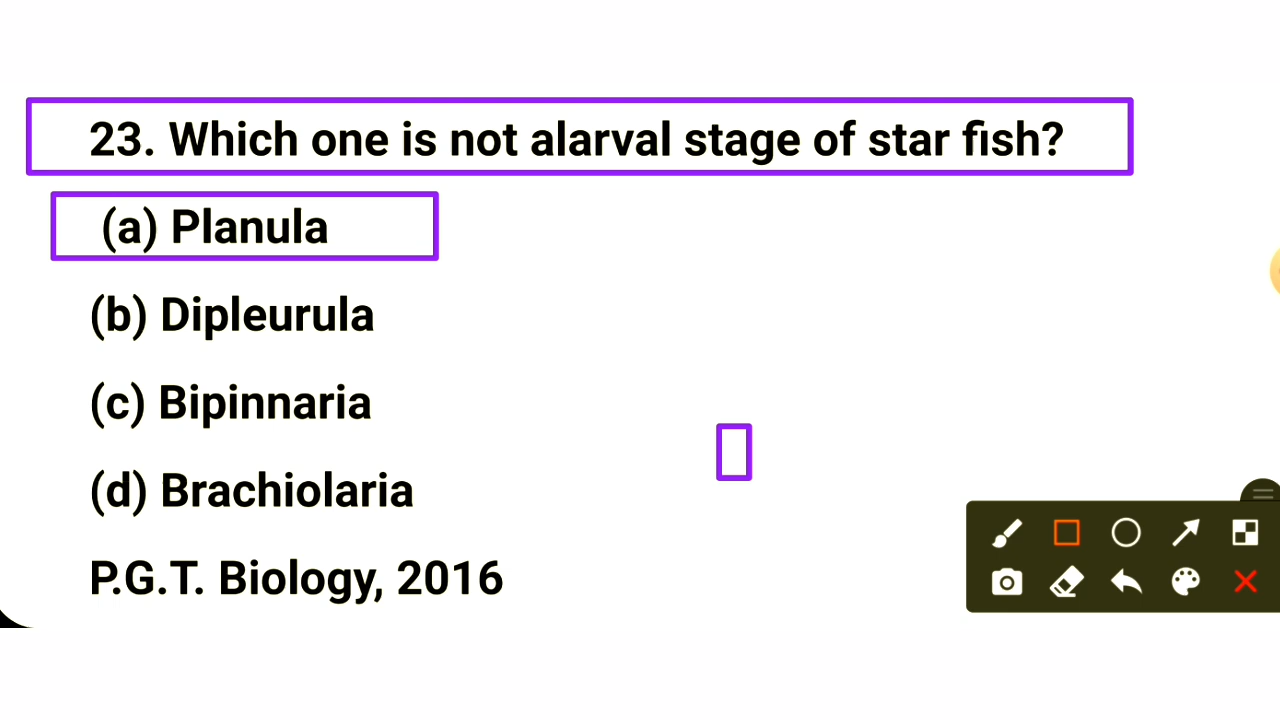 23. Which one is not alarval stage of star fish?
(a) Planula
(b) Dipleurula
(c) Bipinnaria
(d) Brachiolaria
P.G.T. Biology, 2016